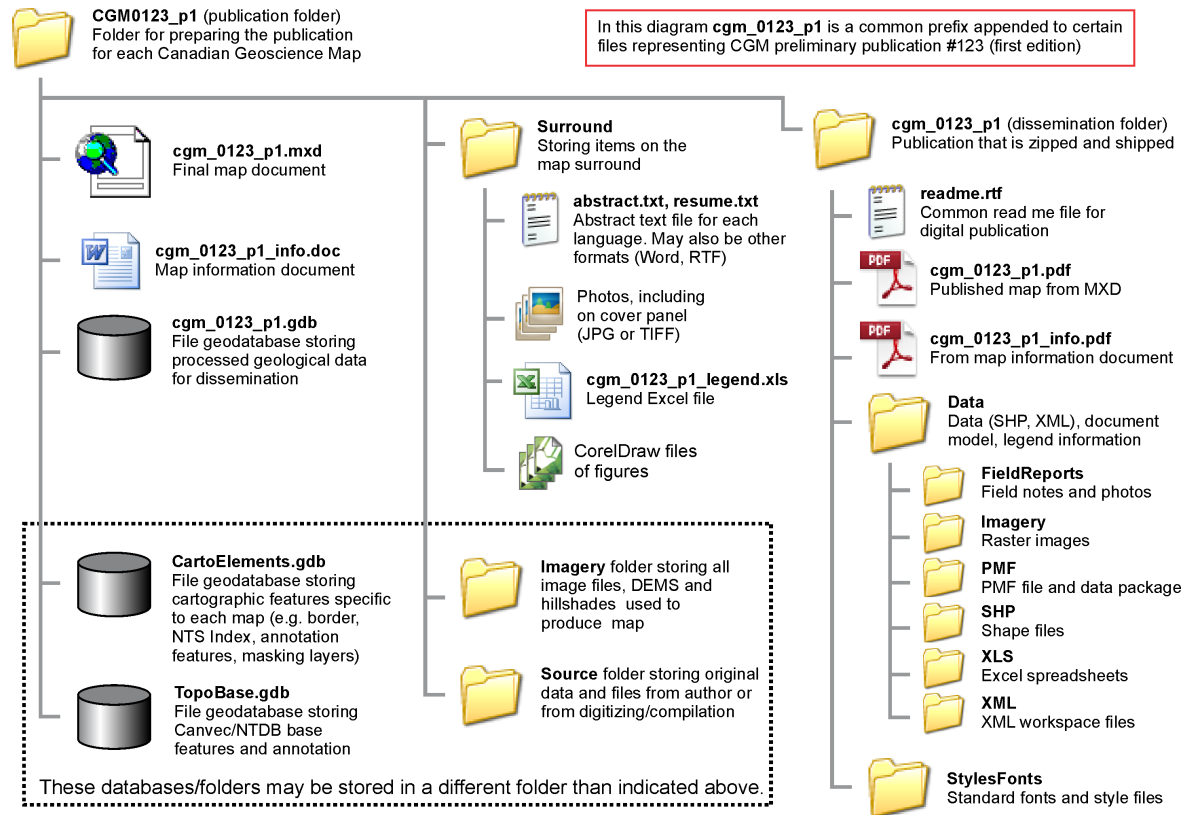 CGM0123_p1 (publication folder)
Folder for preparing the publication
for each Canadian Geoscience Map
In this diagram cgm_0123_p1 is a common prefix appended to certain
files representing CGM preliminary publication #123 (first edition)
cgm_0123_p1.mxd
Final map document
cgm_0123_p1_info.doc
Map information document
cgm_0123_p1.gdb
File geodatabase storing
processed geological data
for dissemination
CartoElements.gdb
File geodatabase storing
cartographic features specific
to each map (e.g. border,
NTS Index, annotation
features, masking layers)
TopoBase.gdb
File geodatabase storing
Canvec/NTDB base
features and annotation
Surround
Storing items on the
map surround
abstract.txt, resume.txt
Abstract text file for each
language. May also be other
formats (Word, RTF)
Photos, including
on cover panel
(JPG or TIFF)
cgm_0123_p1_legend.xls
Legend Excel file
CorelDraw files
of figures
Imagery folder storing all
image files, DEMS and
hillshades used to
produce map
Source folder storing original
data and files from author or
from digitizing/compilation
These databases/folders may be stored in a different folder than indicated above.
cgm_0123_p1 (dissemination folder)
Publication that is zipped and shipped
readme.rtf
Common read me file for
digital publication
PDF
cgm_0123_p1.pdf
Published map from MXD
PDF
cgm_0123_p1_info.pdf
From map information document
Data
Data (SHP, XML), document
model, legend information
FieldReports
Field notes and photos
Imagery
Raster images
PMF
PMF file and data package
SHP
Shape files
XLS
Excel spreadsheets
XML
XML workspace files
StylesFonts
Standard fonts and style files